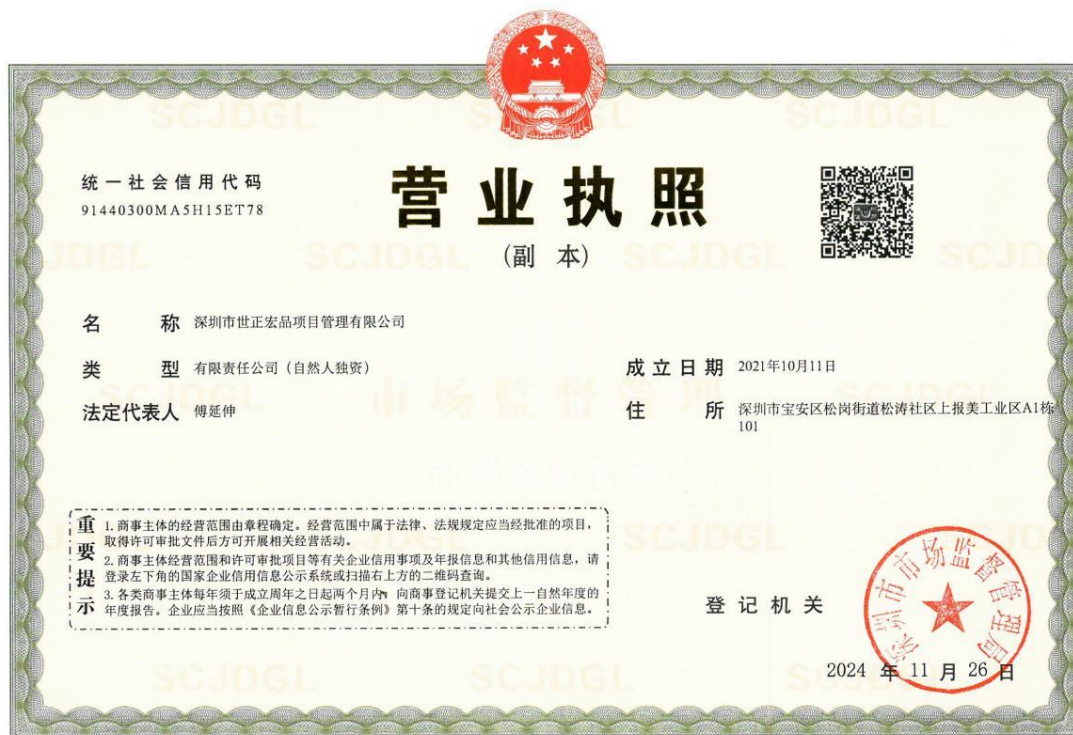 统一社会信用代码
91440300MA5H15ET78
营业执照
(副 本)
名 称 深圳市世正宏品项目管理有限公司
类 型 有限责任公司(自然人独资)
成立日期 2021年10月11日
法定代表人 傅延伸
住 所 深圳市宝安区松岗街道松涛社区上报美工业区A1栋
101
重要提示
1.商事主体的经营范围由章程确定。经营范围中属于法律、法规规定应当经批准的项目,
取得许可审批文件后方可开展相关经营活动。
2.商事主体经营范围和许可审批项目等有关企业信用事项及年报信息和其他信用信息,请
登录左下角的国家企业信用信息公示系统或扫描右上方的二维码查询。
3.各类商事主体每年须于成立周年之日起两个月内,向商事登记机关提交上一自然年度的
年度报告。企业应当按照《企业信息公示暂行条例》第十条的规定向社会公示企业信息。
登记机关
深圳市市场监督管理局
2024 年 11 月 26 日
SCJDGL
市场监督管理